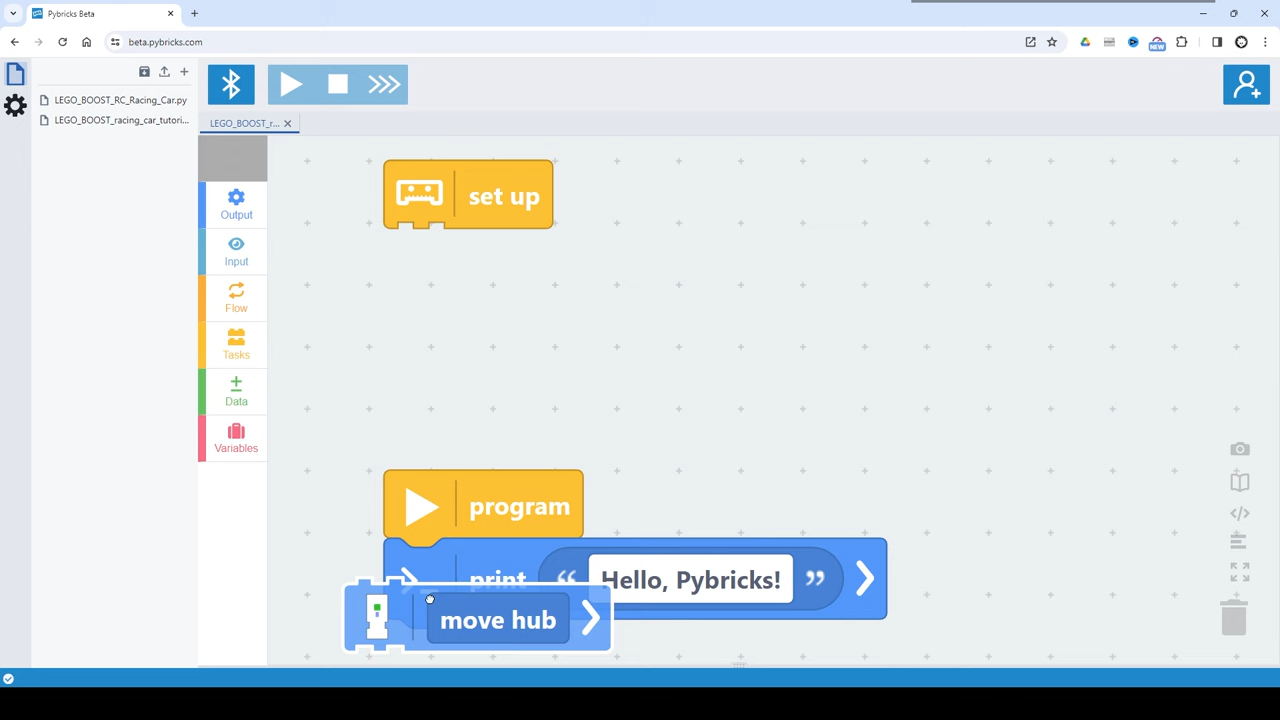 Pybricks Beta
beta.pybricks.com
NEW
LEGO_BOOST_RC_Racing_Car.py
LEGO_BOOST_racing_car_tutori...
LEGO_BOOST_r...
set up
Output
Input
Flow
Tasks
Data
Variables
program
print “ Hello, Pybricks! ”
move hub